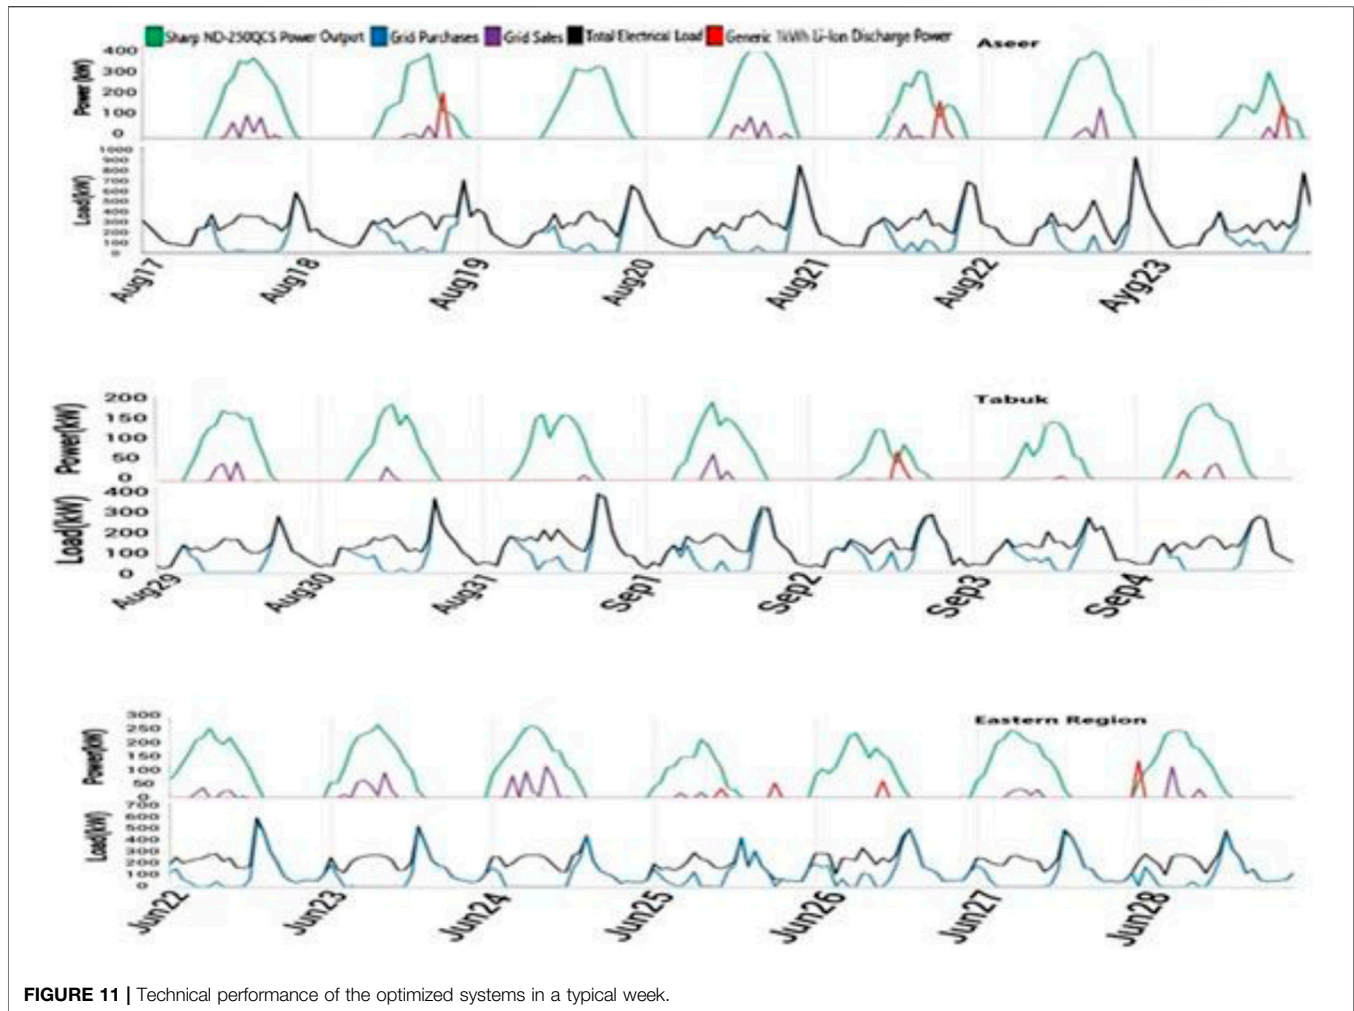 Sharp ND-250QCS Power Output Grid Purchases Grid Sales Total Electrical Load Generic 1kWh Li-Ion Discharge Power
Aseer
Power (kW)
400
300
200
100
0
Load(kW)
1000
900
800
700
600
500
400
300
200
100
0
Aug17
Aug18
Aug19
Aug20
Aug21
Aug22
Ayg23
Tabuk
Power(kW)
200
150
100
50
0
Load(kW)
400
300
200
100
0
Aug29
Aug30
Aug31
Sep1
Sep2
Sep3
Sep4
Eastern Region
Power(kW)
300
250
200
150
100
50
0
Load(kW)
700
600
500
400
300
200
100
0
Jun22
Jun23
Jun24
Jun25
Jun26
Jun27
Jun28
FIGURE 11 | Technical performance of the optimized systems in a typical week.